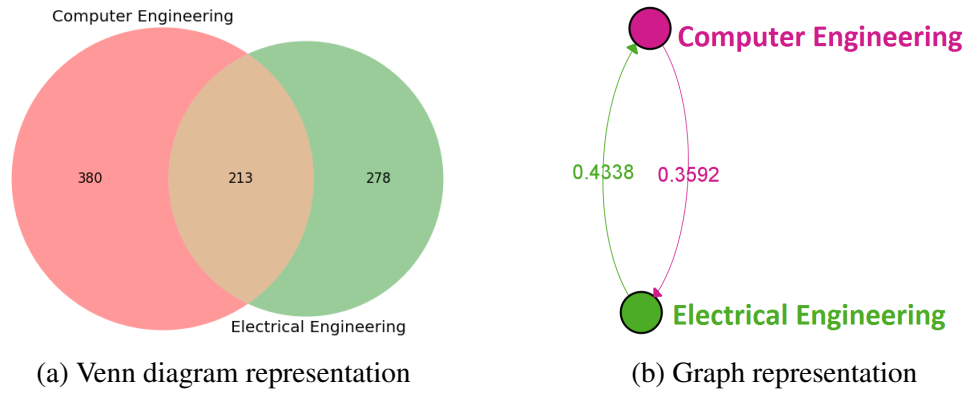 Computer Engineering
380
213
278
Electrical Engineering
(a) Venn diagram representation
Computer Engineering
0.4338
0.3592
Electrical Engineering
(b) Graph representation